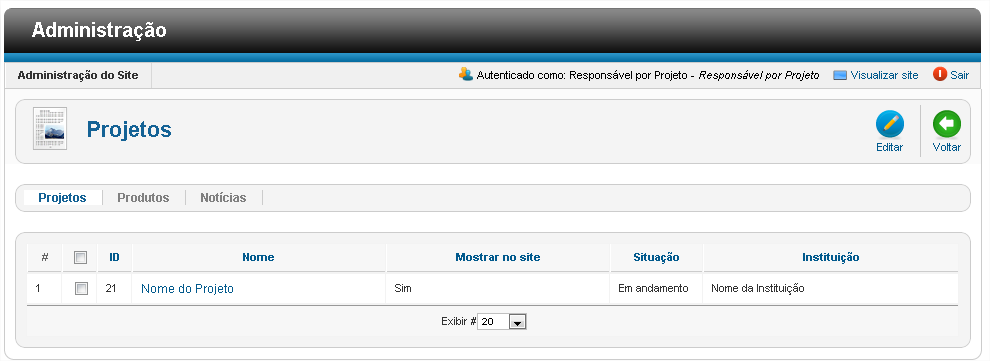 Administração
Administração do Site
Autenticado como: Responsável por Projeto - Responsável por Projeto
Visualizar site
Sair
Projetos
Editar
Voltar
Projetos
Produtos
Notícias
# ID Nome Mostrar no site Situação Instituição
1 21 Nome do Projeto Sim Em andamento Nome da Instituição
Exibir # 20